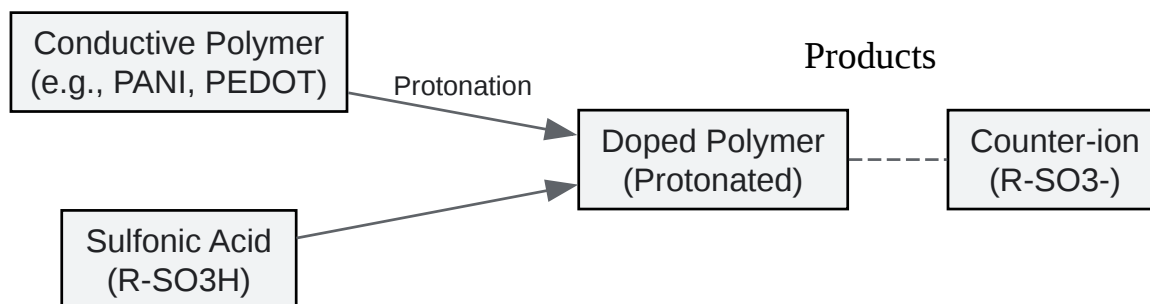 Conductive Polymer
(e.g., PANI, PEDOT)
Protonation
Products
Doped Polymer
(Protonated)
Counter-ion
(R-SO3-)
Sulfonic Acid
(R-SO3H)